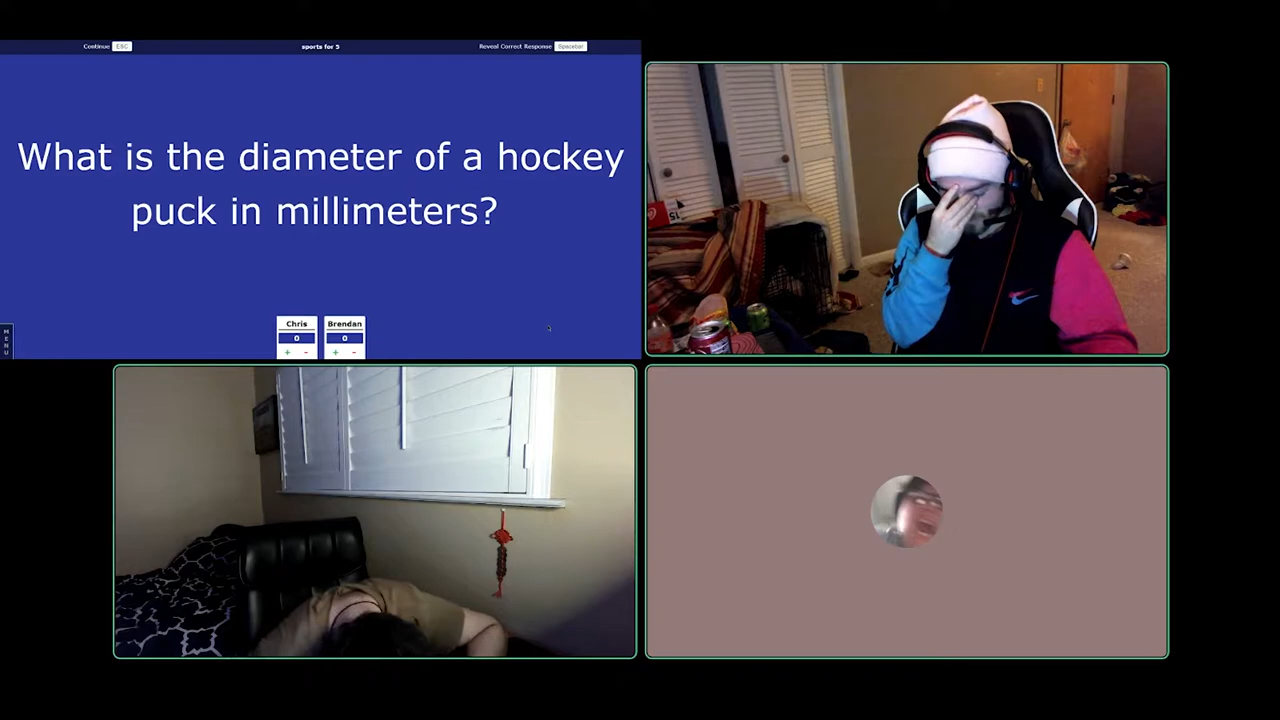 Continue ESC
sports for 5
Reveal Correct Response Spacebar
What is the diameter of a hockey
puck in millimeters?
MENU
Chris
0
+ -
Brendan
0
+ -